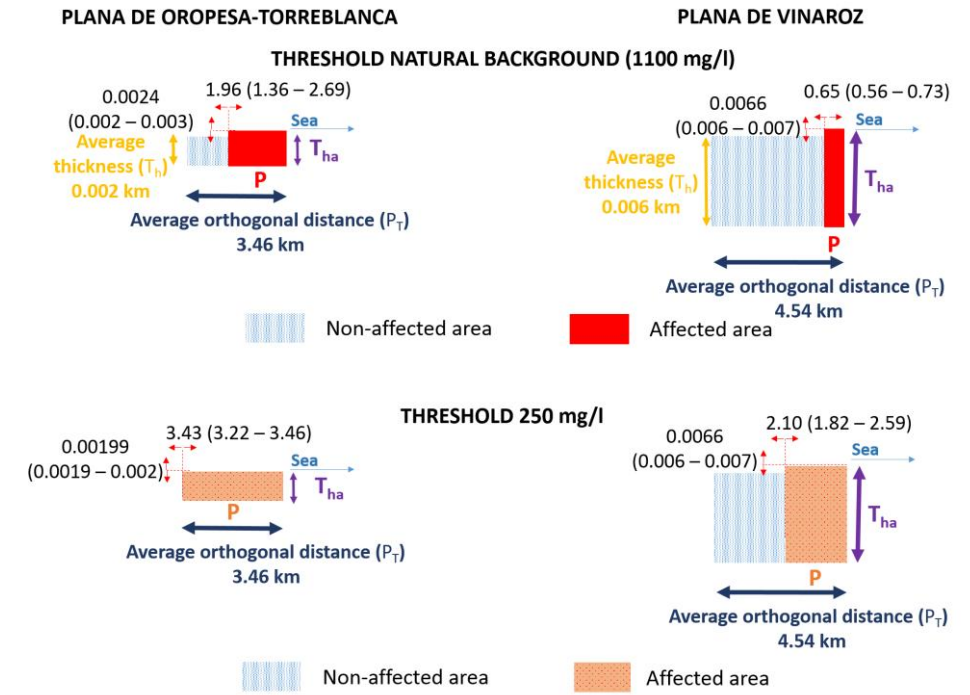 PLANA DE OROPESA-TORREBLANCA
PLANA DE VINAROZ
THRESHOLD NATURAL BACKGROUND (1100 mg/l)
0.0024
(0.002 – 0.003)
1.96 (1.36 – 2.69)
Sea
Average
thickness (Th)
0.002 km
Tha
P
Average orthogonal distance (PT)
3.46 km
0.0066
(0.006 – 0.007)
0.65 (0.56 – 0.73)
Sea
Average
thickness (Th)
0.006 km
Tha
P
Average orthogonal distance (PT)
4.54 km
Non-affected area
Affected area
THRESHOLD 250 mg/l
0.00199
(0.0019 – 0.002)
3.43 (3.22 – 3.46)
Sea
Tha
P
Average orthogonal distance (PT)
3.46 km
0.0066
(0.006 – 0.007)
2.10 (1.82 – 2.59)
Sea
Tha
P
Average orthogonal distance (PT)
4.54 km
Non-affected area
Affected area